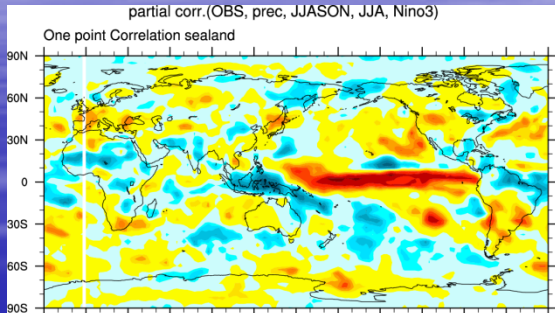 partial corr.(OBS, prec, JJASON, JJA, Nino3)
One point Correlation sealand
90N
60N
30N
0
30S
60S
90S